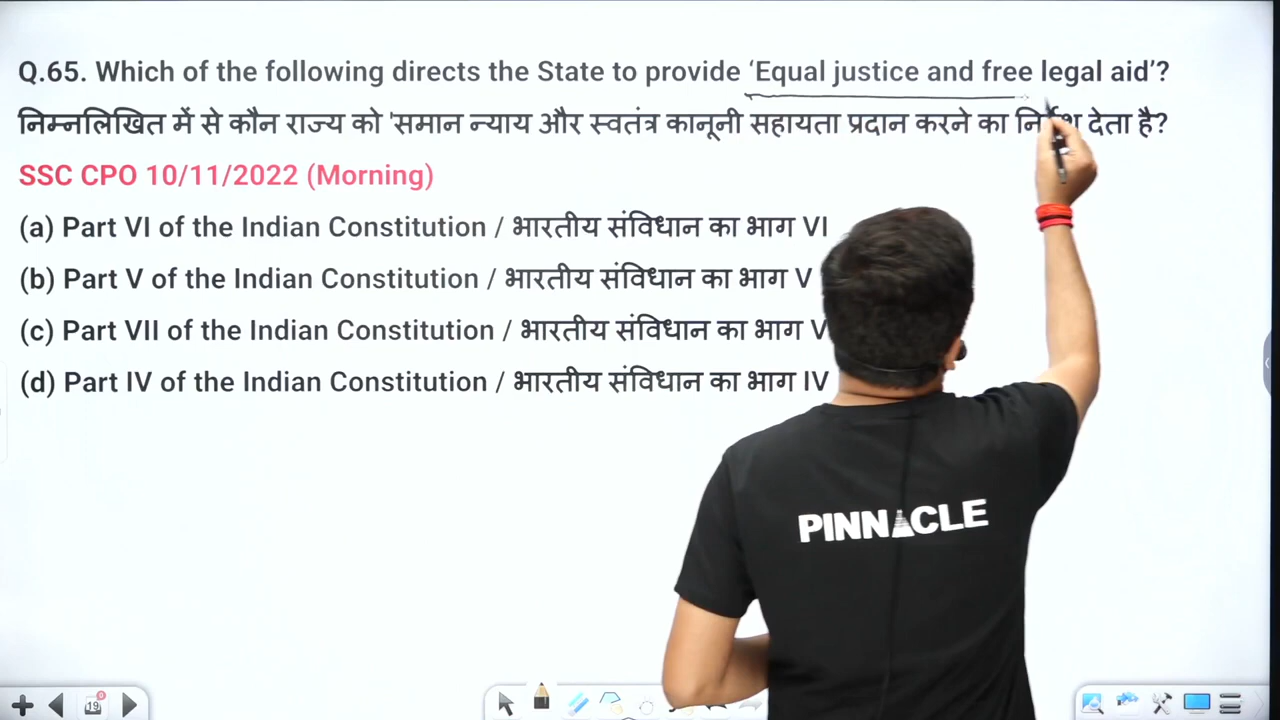 Q.65. Which of the following directs the State to provide ‘Equal justice and free legal aid’?
निम्नलिखित में से कौन राज्य को 'समान न्याय और स्वतंत्र कानूनी सहायता प्रदान करने का देता है?
SSC CPO 10/11/2022 (Morning)
(a) Part VI of the Indian Constitution / भारतीय संविधान का भाग VI
(b) Part V of the Indian Constitution / भारतीय संविधान का भाग V
(c) Part VII of the Indian Constitution / भारतीय संविधान का भाग
(d) Part IV of the Indian Constitution / भारतीय संविधान का भाग IV
PINNACLE
19
0